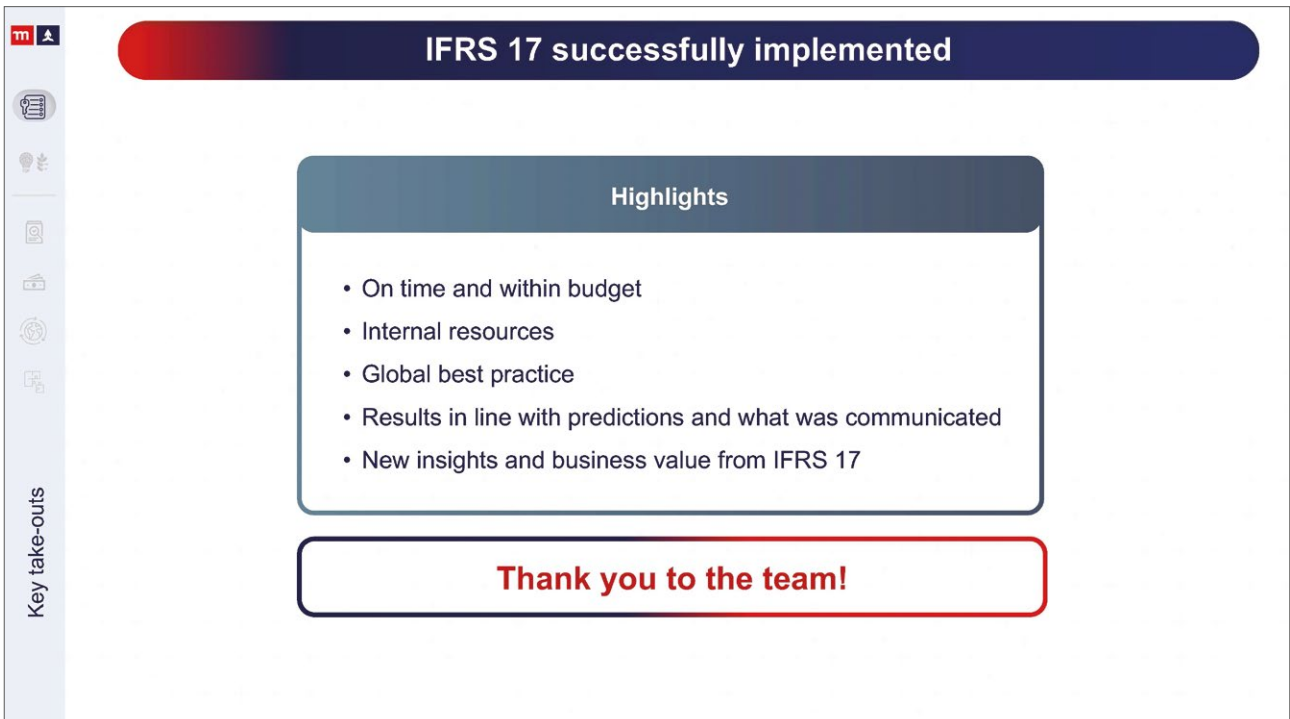 m
IFRS 17 successfully implemented
Highlights
• On time and within budget
• Internal resources
• Global best practice
• Results in line with predictions and what was communicated
• New insights and business value from IFRS 17
Thank you to the team!
Key take-outs